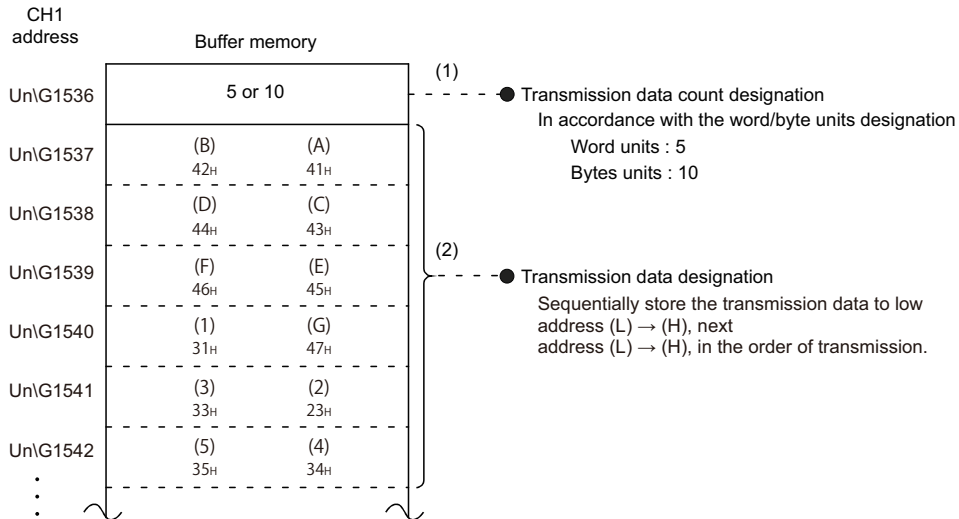 CH1
address
Buffer memory
Un\G1536
5 or 10
(1)
Transmission data count designation
In accordance with the word/byte units designation
Word units : 5
Bytes units : 10
Un\G1537
(B)
(A)
42H
41H
Un\G1538
(D)
(C)
44H
43H
(2)
Un\G1539
(F)
(E)
46H
45H
Transmission data designation
Sequentially store the transmission data to low
address (L) → (H), next
address (L) → (H), in the order of transmission.
Un\G1540
(1)
(G)
31H
47H
Un\G1541
(3)
(2)
33H
23H
Un\G1542
(5)
(4)
35H
34H